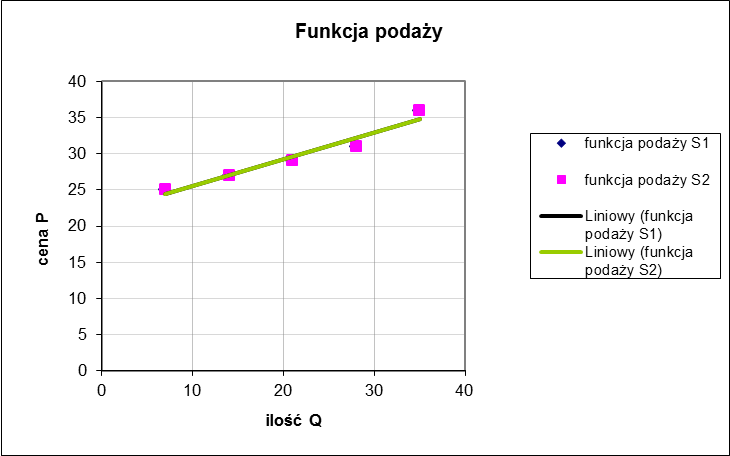 Funkcja podaży
40
35
30
25
20
15
10
5
0
0 10 20 30 40
cena P
ilość Q
funkcja podaży S1
funkcja podaży S2
Liniowy (funkcja
podaży S1)
Liniowy (funkcja
podaży S2)